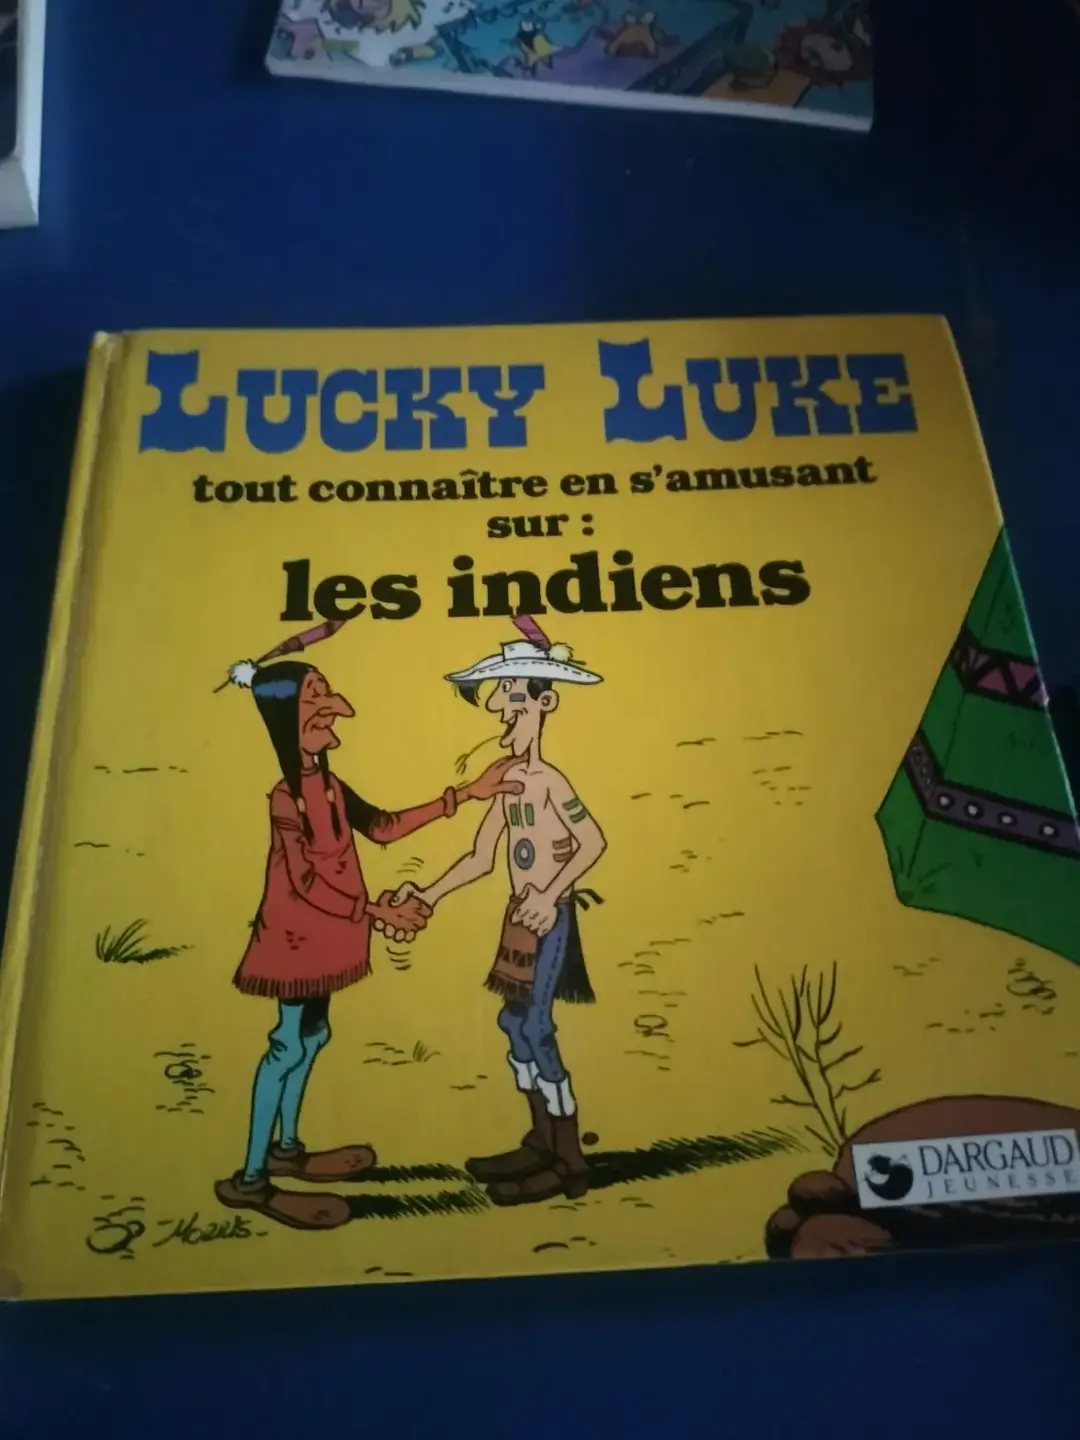 LUCKY LUKE
tout connaître en s'amusant
sur :
les indiens
DARGAUD
JEUNESSE
-MORRIS-